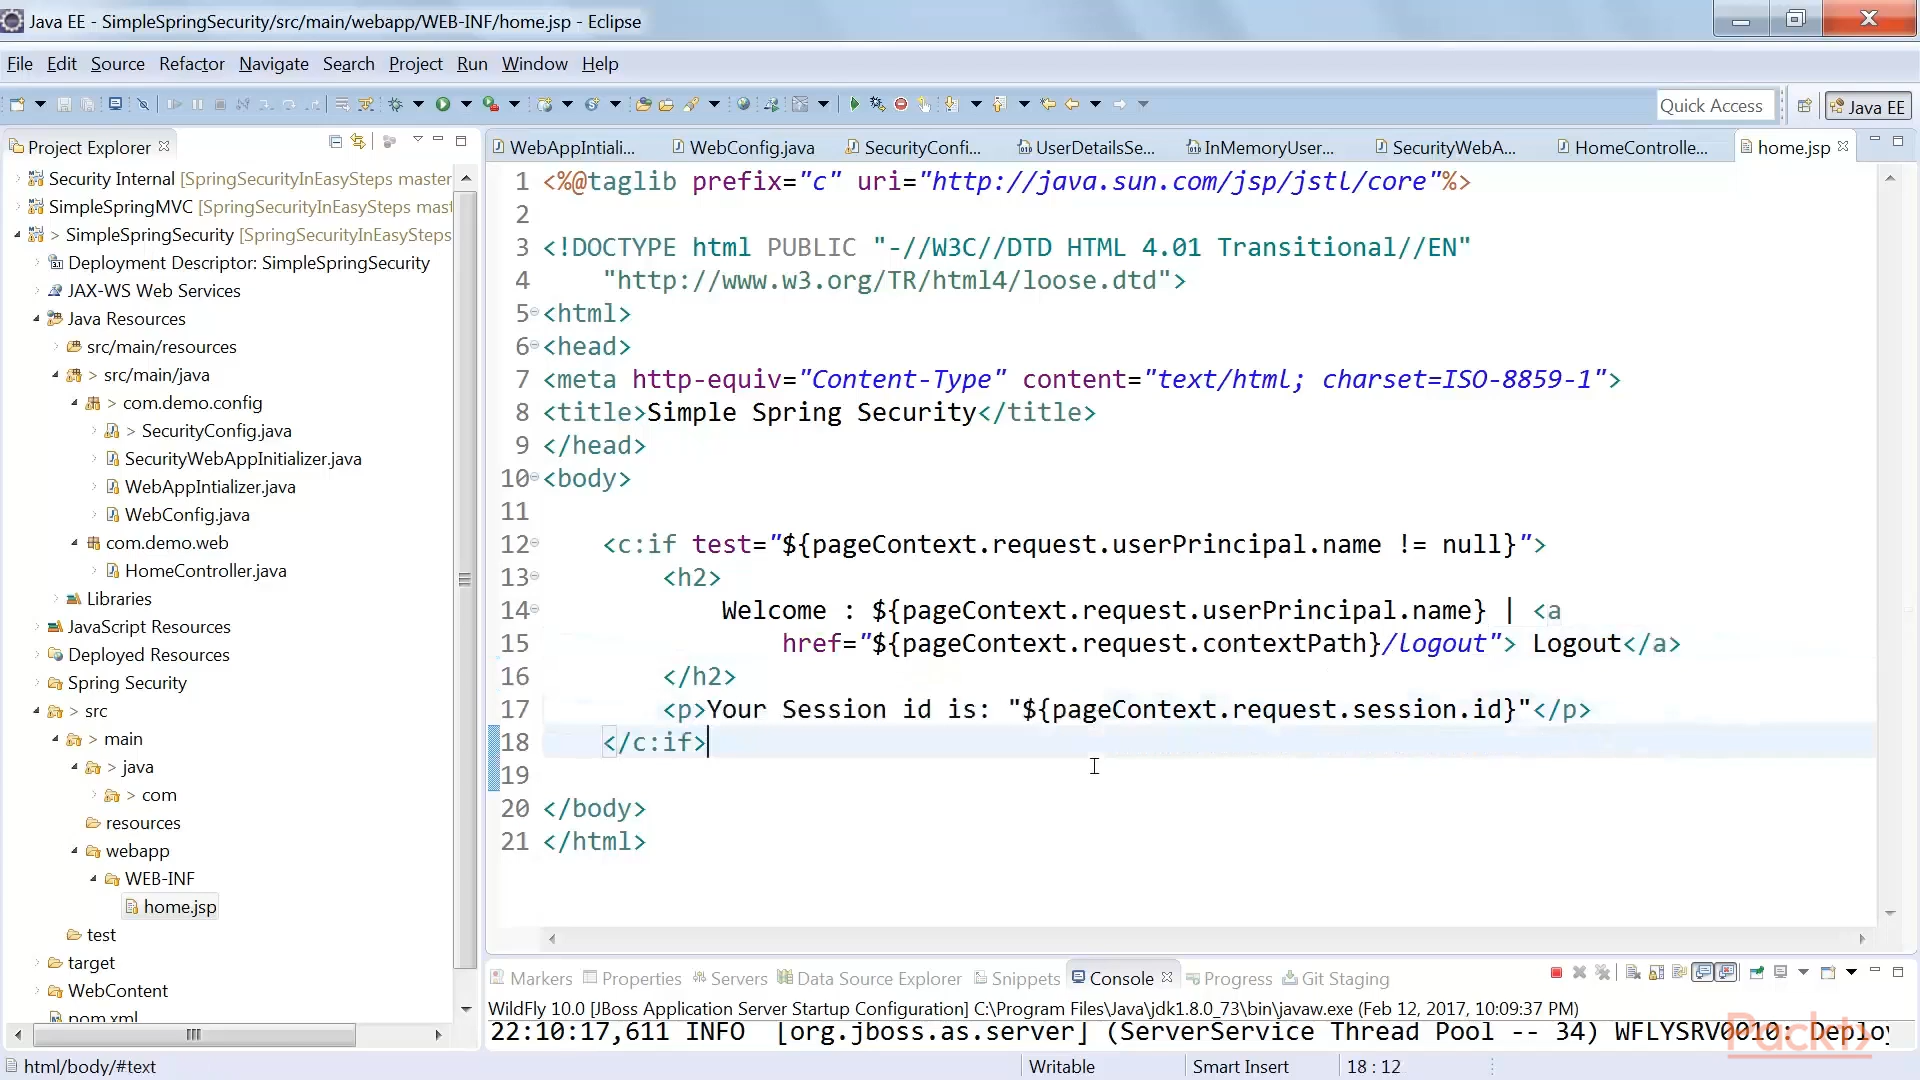 Java EE - SimpleSpringSecurity/src/main/webapp/WEB-INF/home.jsp - Eclipse
File Edit Source Refactor Navigate Search Project Run Window Help
Quick Access
Java EE
Project Explorer
Security Internal [SpringSecurityInEasySteps master
SimpleSpringMVC [SpringSecurityInEasySteps mast
> SimpleSpringSecurity [SpringSecurityInEasySteps
Deployment Descriptor: SimpleSpringSecurity
JAX-WS Web Services
Java Resources
src/main/resources
> src/main/java
> com.demo.config
> SecurityConfig.java
SecurityWebAppInitializer.java
WebAppIntializer.java
WebConfig.java
com.demo.web
HomeController.java
Libraries
JavaScript Resources
Deployed Resources
Spring Security
> src
> main
> java
> com
resources
webapp
WEB-INF
home.jsp
test
target
WebContent
pom.xml
WebAppIntiali... WebConfig.java SecurityConfi... UserDetailsSe... InMemoryUser... SecurityWebA... HomeControlle... home.jsp
1 <%@taglib prefix="c" uri="http://java.sun.com/jsp/jstl/core"%>
2
3 <!DOCTYPE html PUBLIC "-//W3C//DTD HTML 4.01 Transitional//EN"
4 "http://www.w3.org/TR/html4/loose.dtd">
5 <html>
6 <head>
7 <meta http-equiv="Content-Type" content="text/html; charset=ISO-8859-1">
8 <title>Simple Spring Security</title>
9 </head>
10 <body>
11
12 <c:if test="${pageContext.request.userPrincipal.name != null}">
13 <h2>
14 Welcome : ${pageContext.request.userPrincipal.name} | <a
15 href="${pageContext.request.contextPath}/logout"> Logout</a>
16 </h2>
17 <p>Your Session id is: "${pageContext.request.session.id}"</p>
18 </c:if>
19
20 </body>
21 </html>
Markers Properties Servers Data Source Explorer Snippets Console Progress Git Staging
WildFly 10.0 [JBoss Application Server Startup Configuration] C:\Program Files\Java\jdk1.8.0_73\bin\javaw.exe (Feb 12, 2017, 10:09:37 PM)
22:10:17,611 INFO [org.jboss.as.server] (ServerService Thread Pool -- 34) WFLYSRV0010: Deploy
Packt>
html/body/#text
Writable
Smart Insert
18 : 12